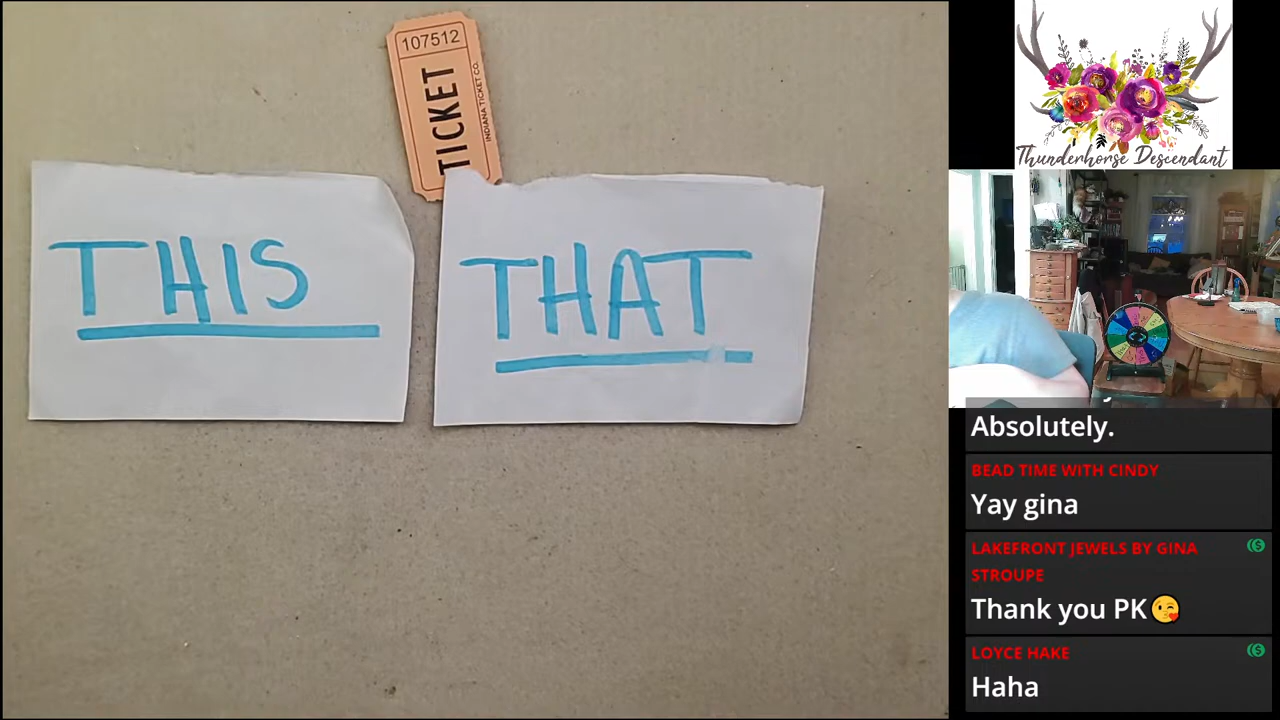 107512
TICKET
INDIANA TICKET CO.
THIS
THAT
Thunderhorse Descendant
Absolutely.
BEAD TIME WITH CINDY
Yay gina
LAKEFRONT JEWELS BY GINA
STROUPE
Thank you PK😘
LOYCE HAKE
Haha